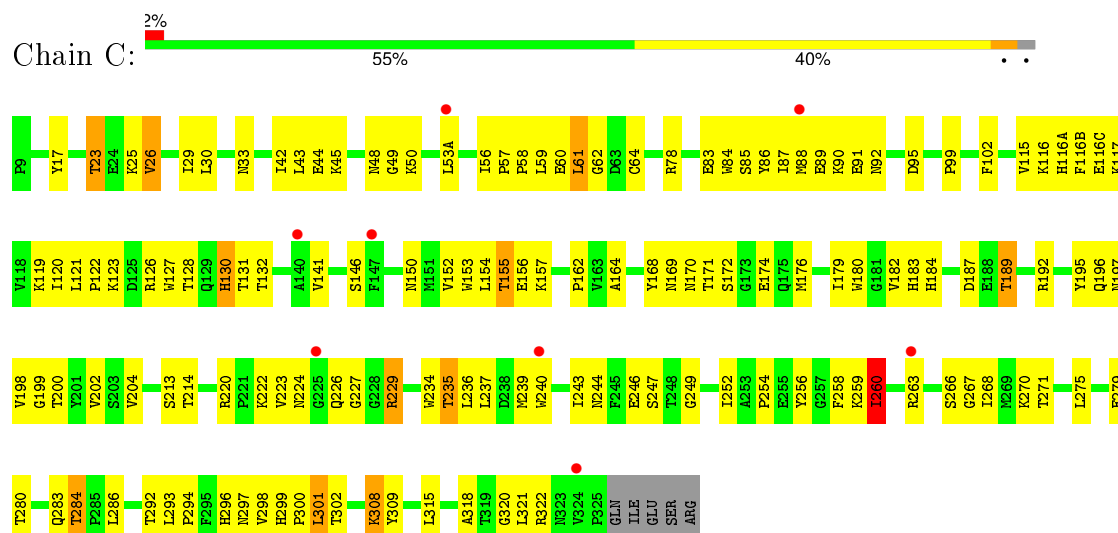 2%
Chain C:
55% 40% • •
P9 Y17 T23 E24 K25 V26 I29 L30 N33 I42 L43 E44 K45 N48 G49 K50 L53A I56 P57 P58 L59 E60 L61 G62 D63 C64 R78 E83 W84 S85 Y86 I87 M88 E89 K90 E91 N92 D95 P99 F102 V115 K116 H116A F116B E116C K117
V118 K119 I120 L121 P122 K123 D125 R126 W127 T128 Q129 H130 T131 T132 A140 V141 S146 F147 N150 M151 V152 W153 L154 T155 E156 K157 P162 V163 A164 Y168 N169 N170 T171 S172 G173 E174 Q175 M176 I179 W180 G181 V182 H183 H184 D187 E188 T189 R192 Y195 Q196 N197
V198 G199 T200 Y201 V202 S203 V204 S213 T214 R220 P221 K222 V223 N224 G225 Q226 G227 G228 R229 W234 T235 L236 L237 D238 M239 W240 I243 N244 F245 E246 S247 T248 G249 I252 A253 P254 E255 Y256 G257 F258 K259 I260 R263 S266 G267 I268 M269 K270 T271 L275 E279
T280 Q283 T284 P285 L286 T292 L293 P294 F295 H296 N297 V298 H299 P300 L301 T302 K308 Y309 L315 A318 T319 G320 L321 R322 N323 V324 P325 GLN ILE GLU SER ARG